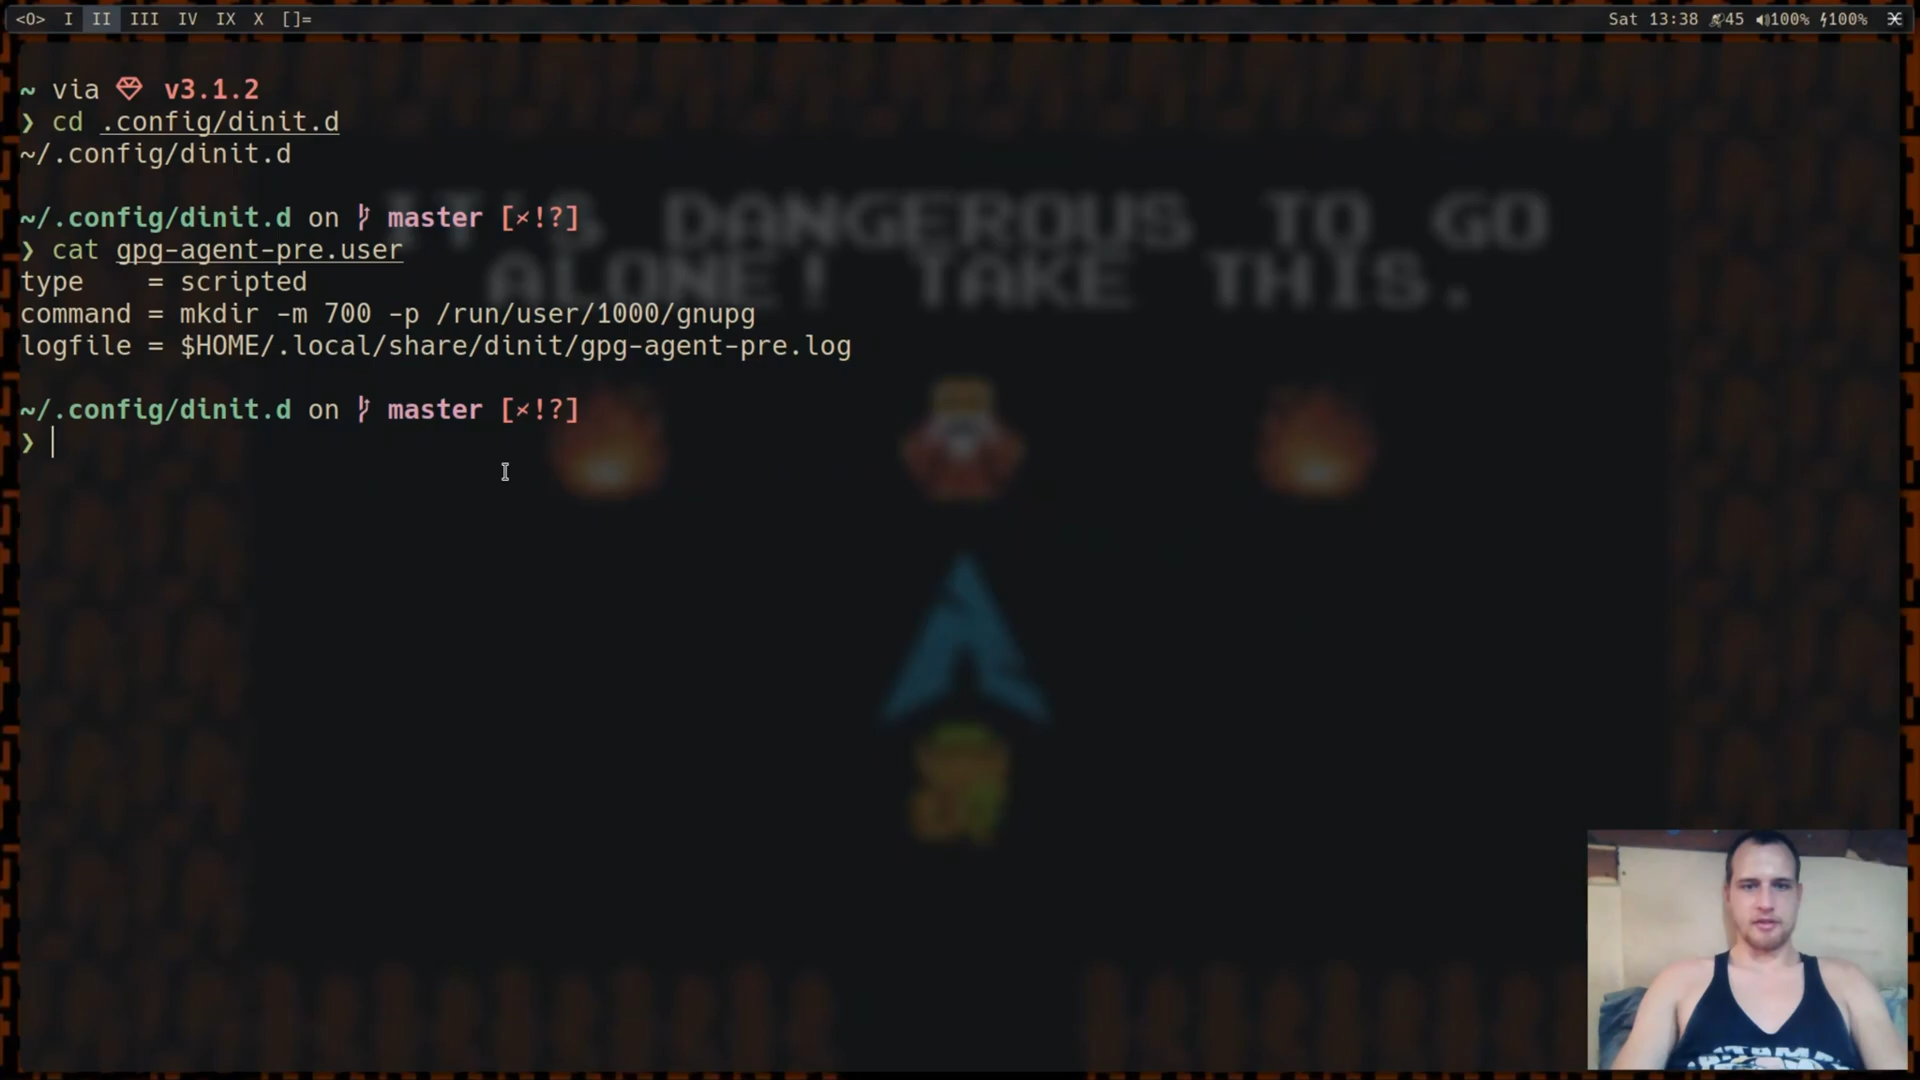 <O> I II III IV IX X []= Sat 13:38 45 100% 100%
~ via v3.1.2
❯ cd .config/dinit.d
~/.config/dinit.d
~/.config/dinit.d on master [×!?]
❯ cat gpg-agent-pre.user
type = scripted
command = mkdir -m 700 -p /run/user/1000/gnupg
logfile = $HOME/.local/share/dinit/gpg-agent-pre.log
~/.config/dinit.d on master [×!?]
❯
IT'S DANGEROUS TO GO
ALONE! TAKE THIS.